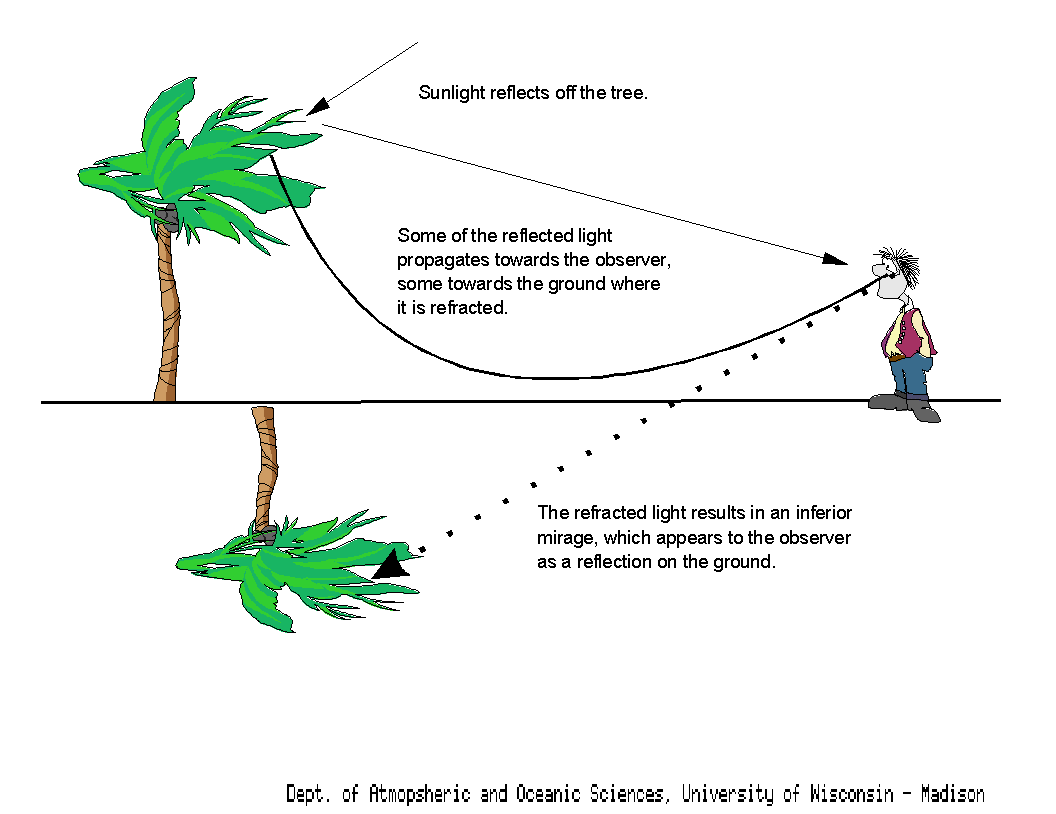 Sunlight reflects off the tree.
Some of the reflected light
propagates towards the observer,
some towards the ground where
it is refracted.
The refracted light results in an inferior
mirage, which appears to the observer
as a reflection on the ground.
Dept. of Atmopsheric and Oceanic Sciences, University of Wisconsin - Madison